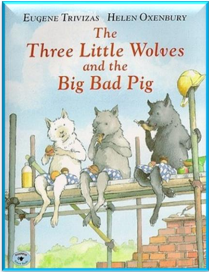 EUGENE TRIVIZAS HELEN OXENBURY
The
Three Little Wolves
and the
Big Bad Pig